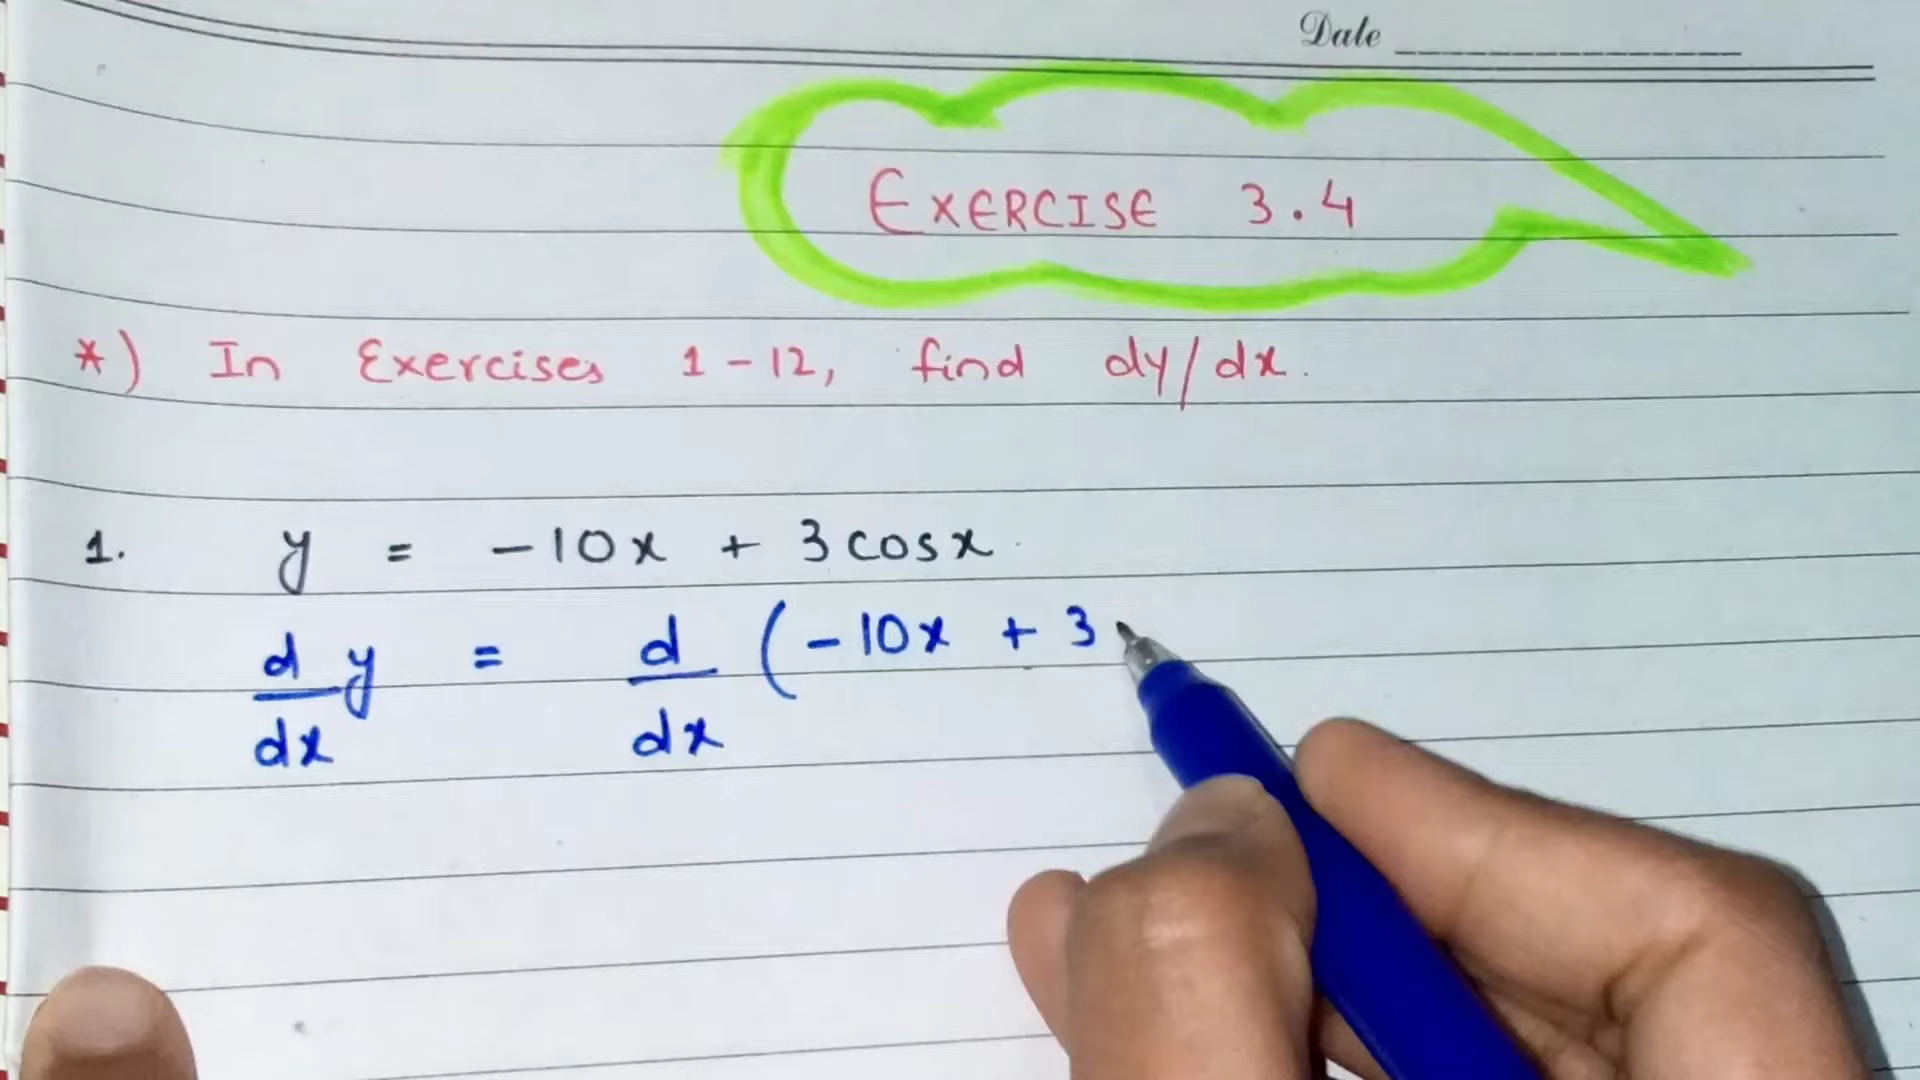 Date
EXERCISE 3.4
*) In Exercises 1-12, find dy/dx.
1. y = -10x + 3cosx
d/dx y = d/dx (-10x + 3